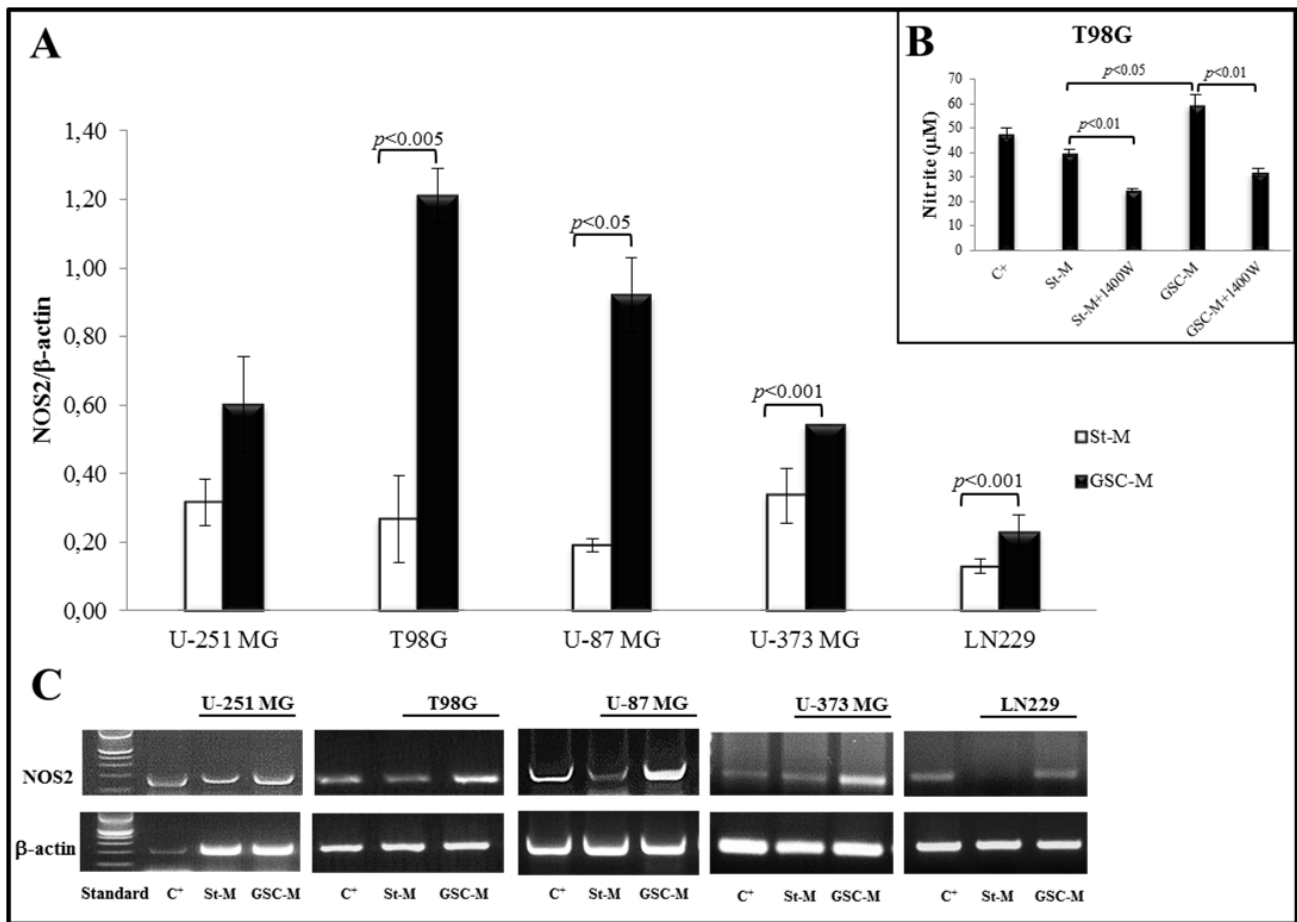 A
NOS2/β-actin
1,40
1,20
1,00
0,80
0,60
0,40
0,20
0,00
p<0.005
p<0.05
p<0.001
p<0.001
U-251 MG
T98G
U-87 MG
U-373 MG
LN229
St-M
GSC-M
B
T98G
Nitrite (µM)
70
60
50
40
30
20
10
0
p<0.05
p<0.01
p<0.01
C+
St-M
St-M+1400W
GSC-M
GSC-M+1400W
C
U-251 MG
T98G
U-87 MG
U-373 MG
LN229
NOS2
β-actin
Standard C+ St-M GSC-M
C+ St-M GSC-M
C+ St-M GSC-M
C+ St-M GSC-M
C+ St-M GSC-M